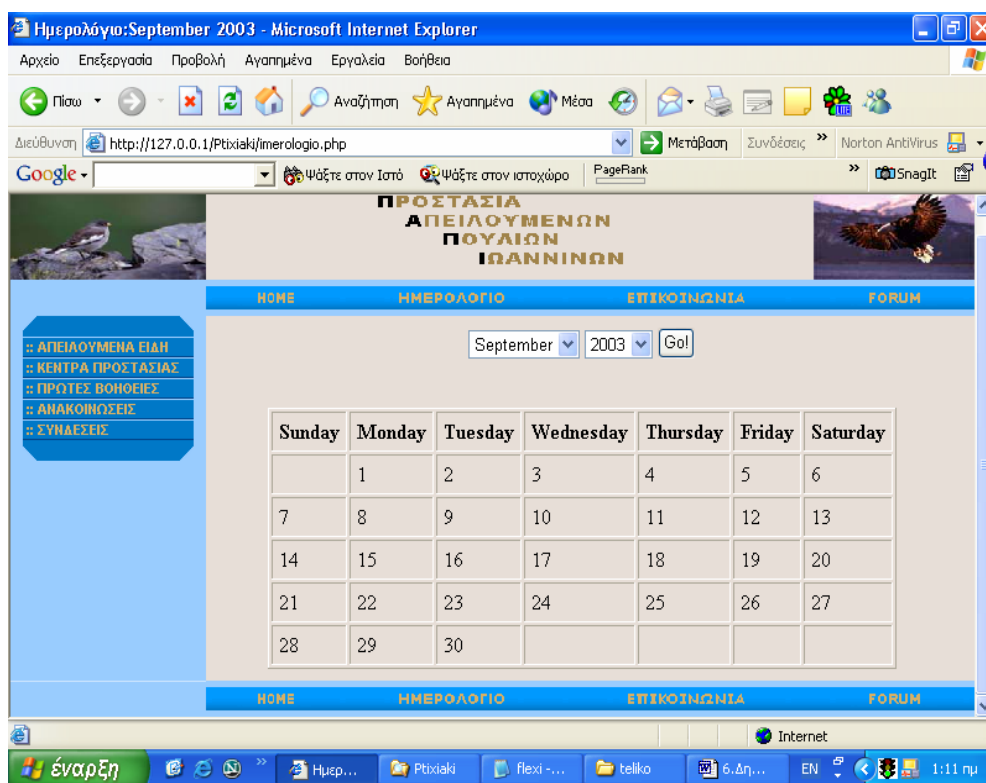 Ημερολόγιο:September 2003 - Microsoft Internet Explorer
Αρχείο Επεξεργασία Προβολή Αγαπημένα Εργαλεία Βοήθεια
Πίσω Αναζήτηση Αγαπημένα Μέσα
Διεύθυνση http://127.0.0.1/Ptixiaki/imerologio.php Μετάβαση Συνδέσεις » Norton AntiVirus
Google Ψάξτε στον Ιστό Ψάξτε στον ιστοχώρο PageRank » SnagIt
ΠΡΟΣΤΑΣΙΑ
ΑΠΕΙΛΟΥΜΕΝΩΝ
ΠΟΥΛΙΩΝ
ΙΩΑΝΝΙΝΩΝ
HOME ΗΜΕΡΟΛΟΓΙΟ ΕΠΙΚΟΙΝΩΝΙΑ FORUM
:: ΑΠΕΙΛΟΥΜΕΝΑ ΕΙΔΗ
:: ΚΕΝΤΡΑ ΠΡΟΣΤΑΣΙΑΣ
:: ΠΡΩΤΕΣ ΒΟΗΘΕΙΕΣ
:: ΑΝΑΚΟΙΝΩΣΕΙΣ
:: ΣΥΝΔΕΣΕΙΣ
September 2003 Go!
Sunday Monday Tuesday Wednesday Thursday Friday Saturday
1 2 3 4 5 6
7 8 9 10 11 12 13
14 15 16 17 18 19 20
21 22 23 24 25 26 27
28 29 30
HOME ΗΜΕΡΟΛΟΓΙΟ ΕΠΙΚΟΙΝΩΝΙΑ FORUM
Internet
έναρξη » Ημερ... Ptixiaki flexi -... teliko 6.Δη... EN 1:11 πμ